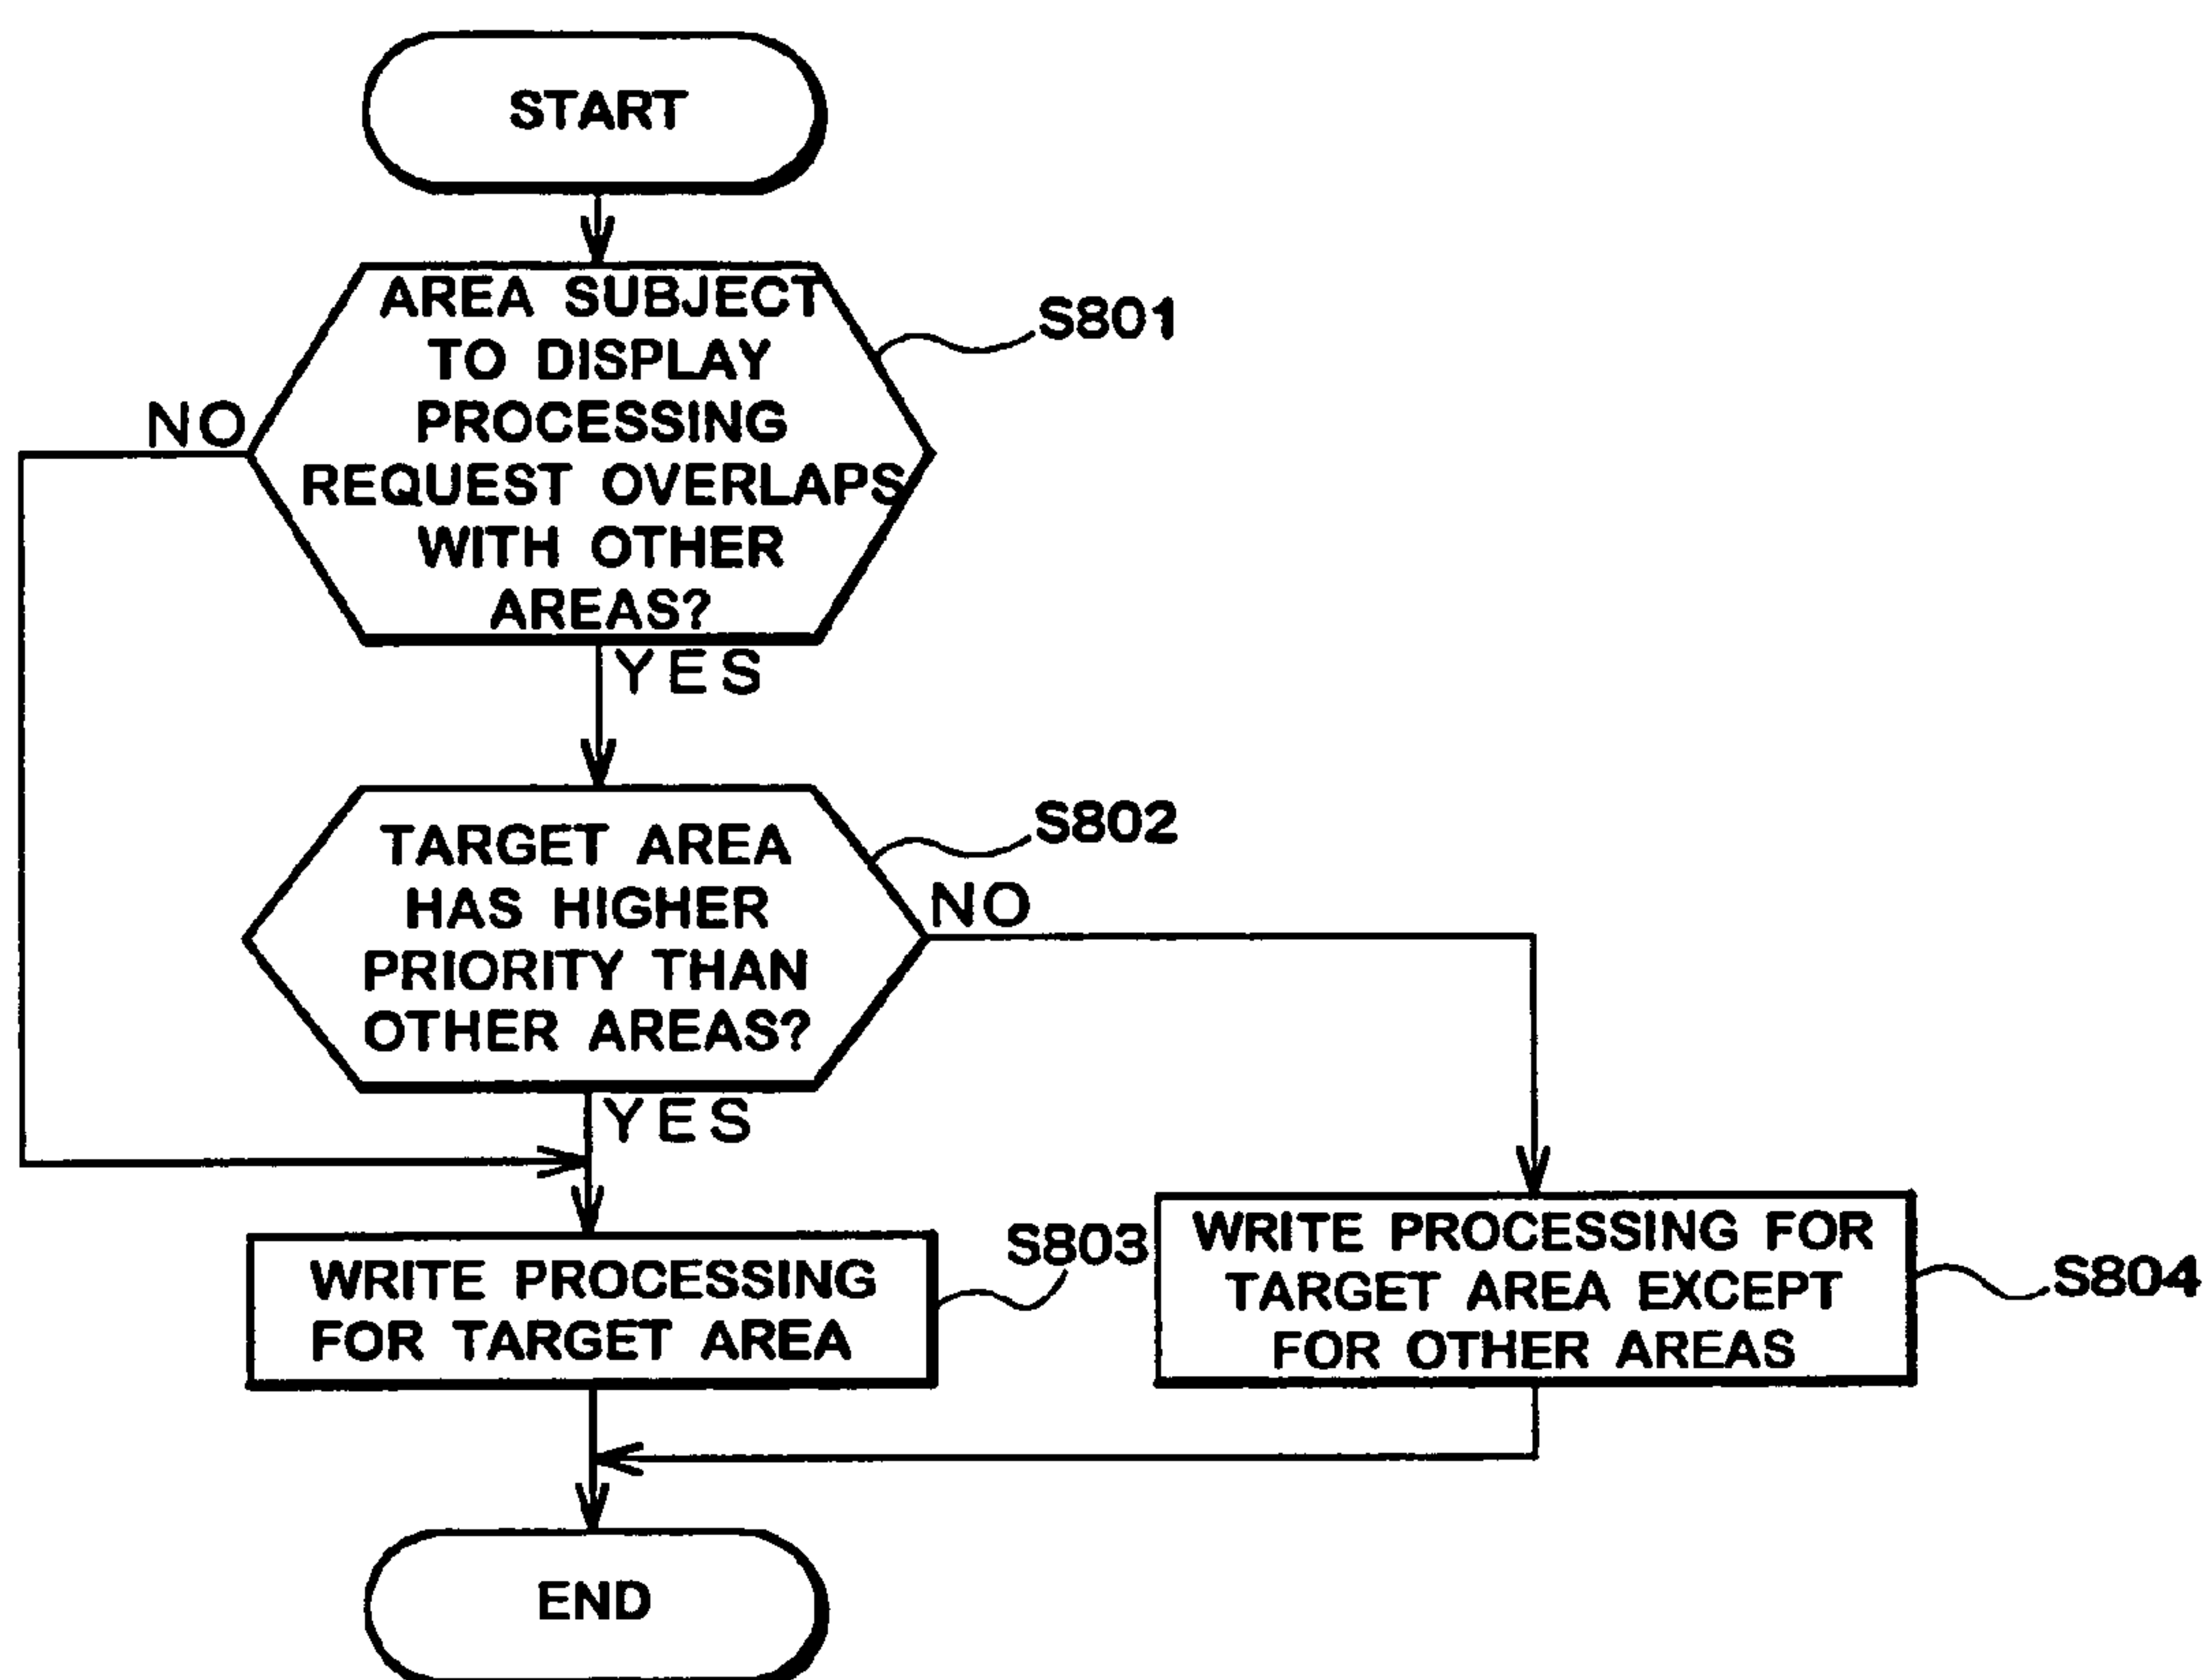 START
AREA SUBJECT
TO DISPLAY
PROCESSING
REQUEST OVERLAPS
WITH OTHER
AREAS?
S801
NO
YES
TARGET AREA
HAS HIGHER
PRIORITY THAN
OTHER AREAS?
S802
NO
YES
WRITE PROCESSING
FOR TARGET AREA
S803
WRITE PROCESSING FOR
TARGET AREA EXCEPT
FOR OTHER AREAS
S804
END